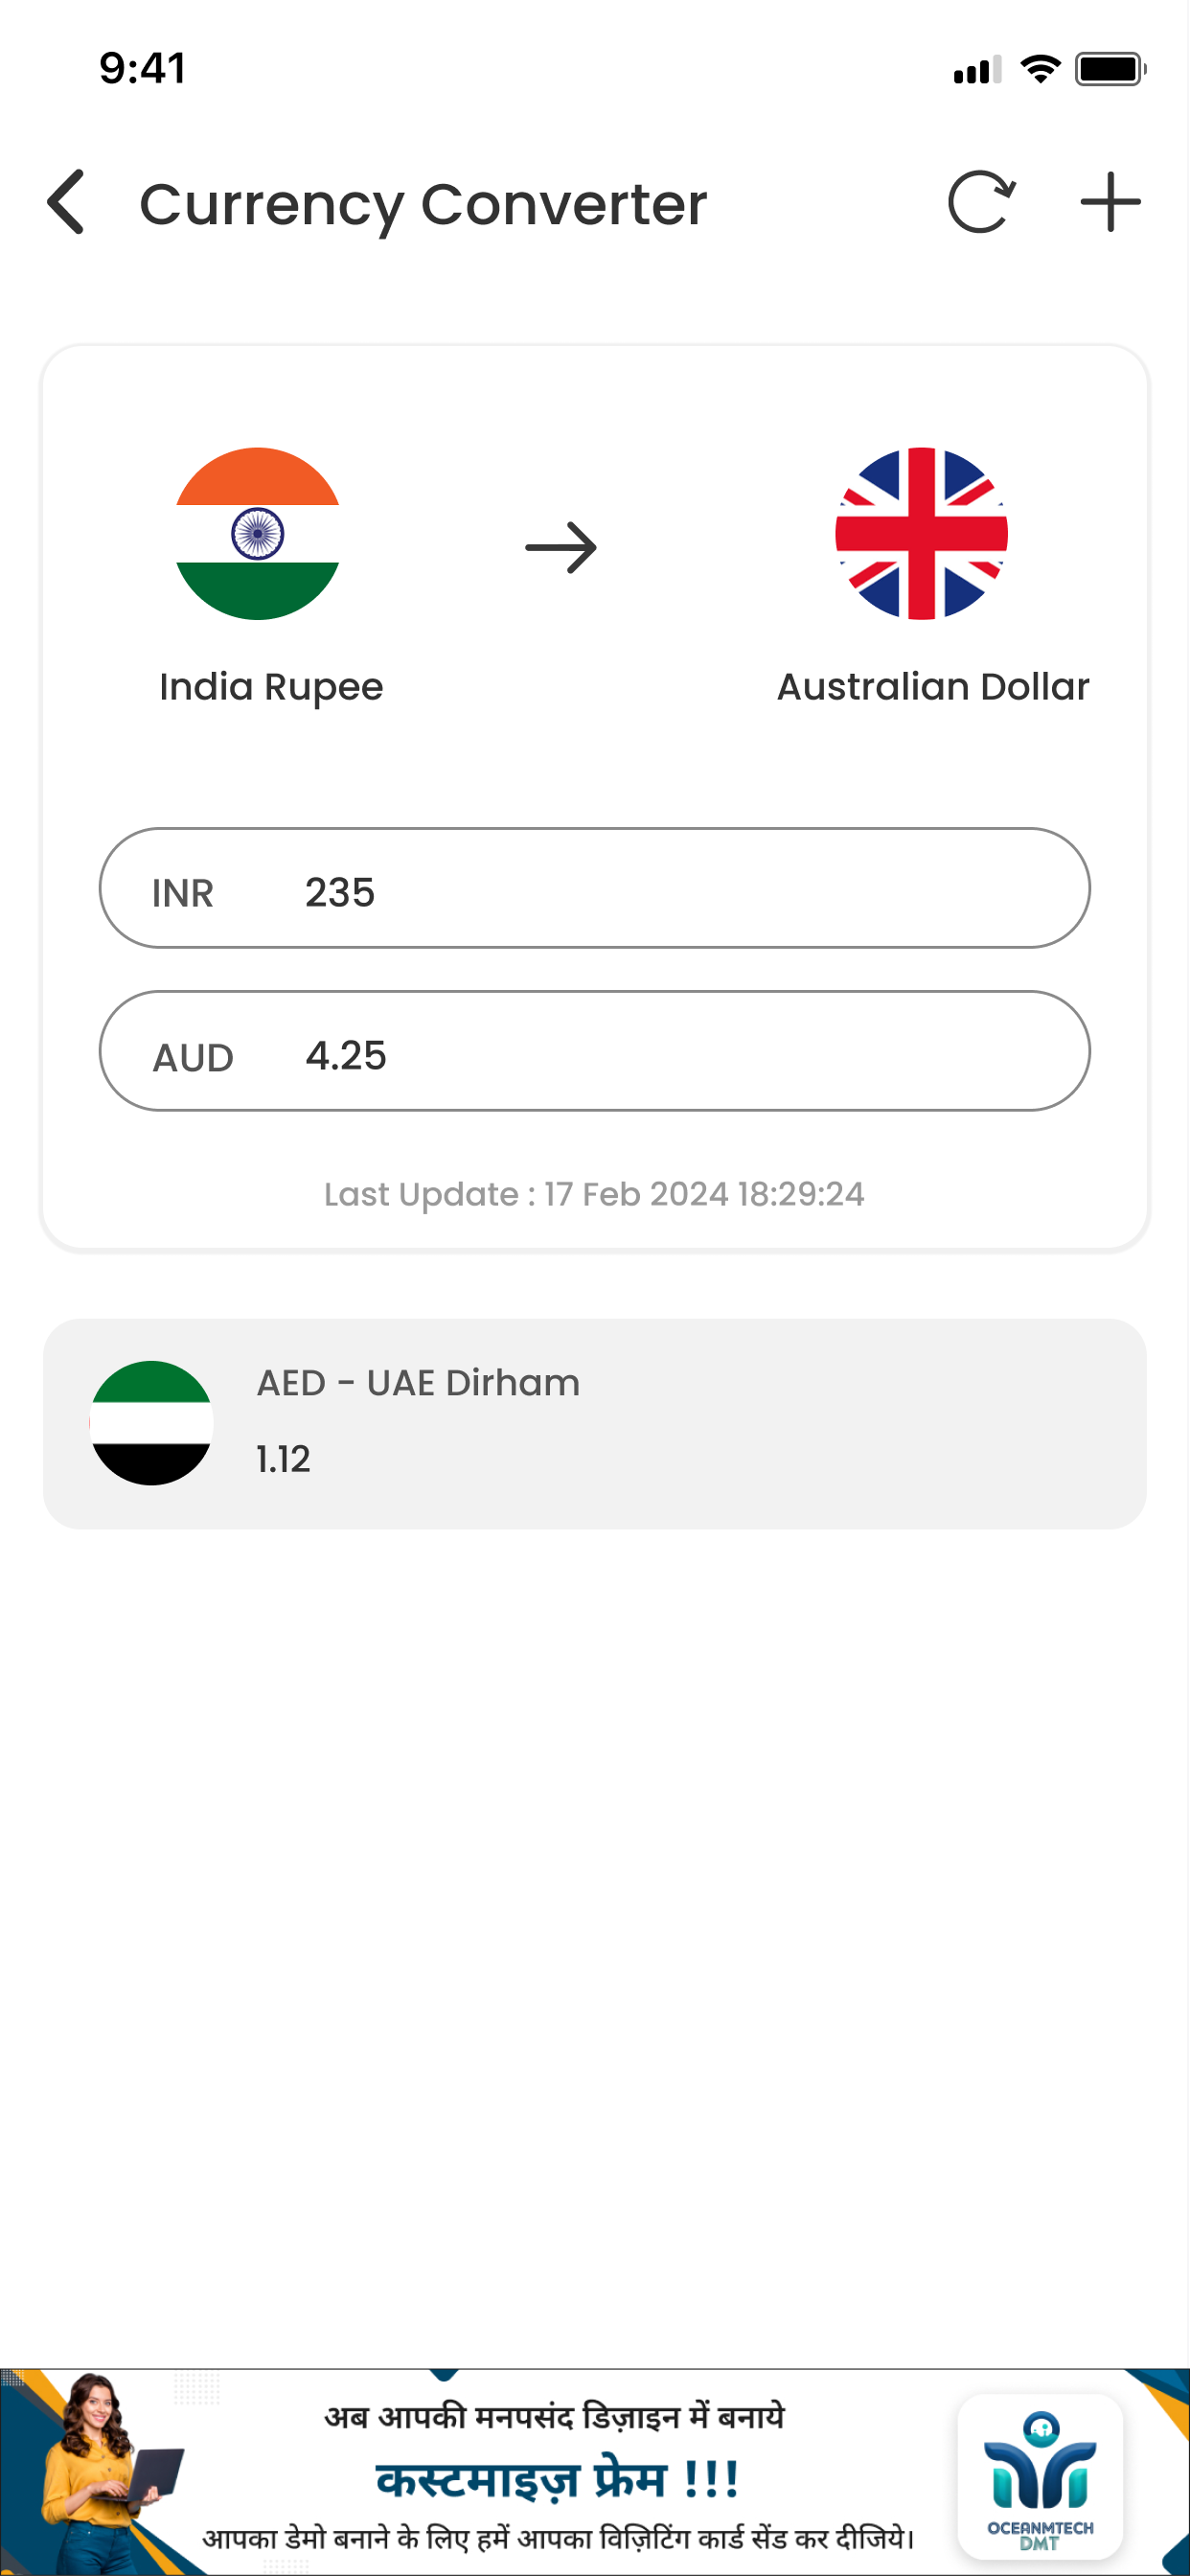 9:41
Currency Converter
India Rupee
Australian Dollar
INR 235
AUD 4.25
Last Update : 17 Feb 2024 18:29:24
AED - UAE Dirham
1.12
अब आपकी मनपसंद डिज़ाइन में बनाये
कस्टमाइज़ फ्रेम !!!
आपका डेमो बनाने के लिए हमें आपका विज़िटिंग कार्ड सेंड कर दीजिये।
OCEANMTECH
DMT